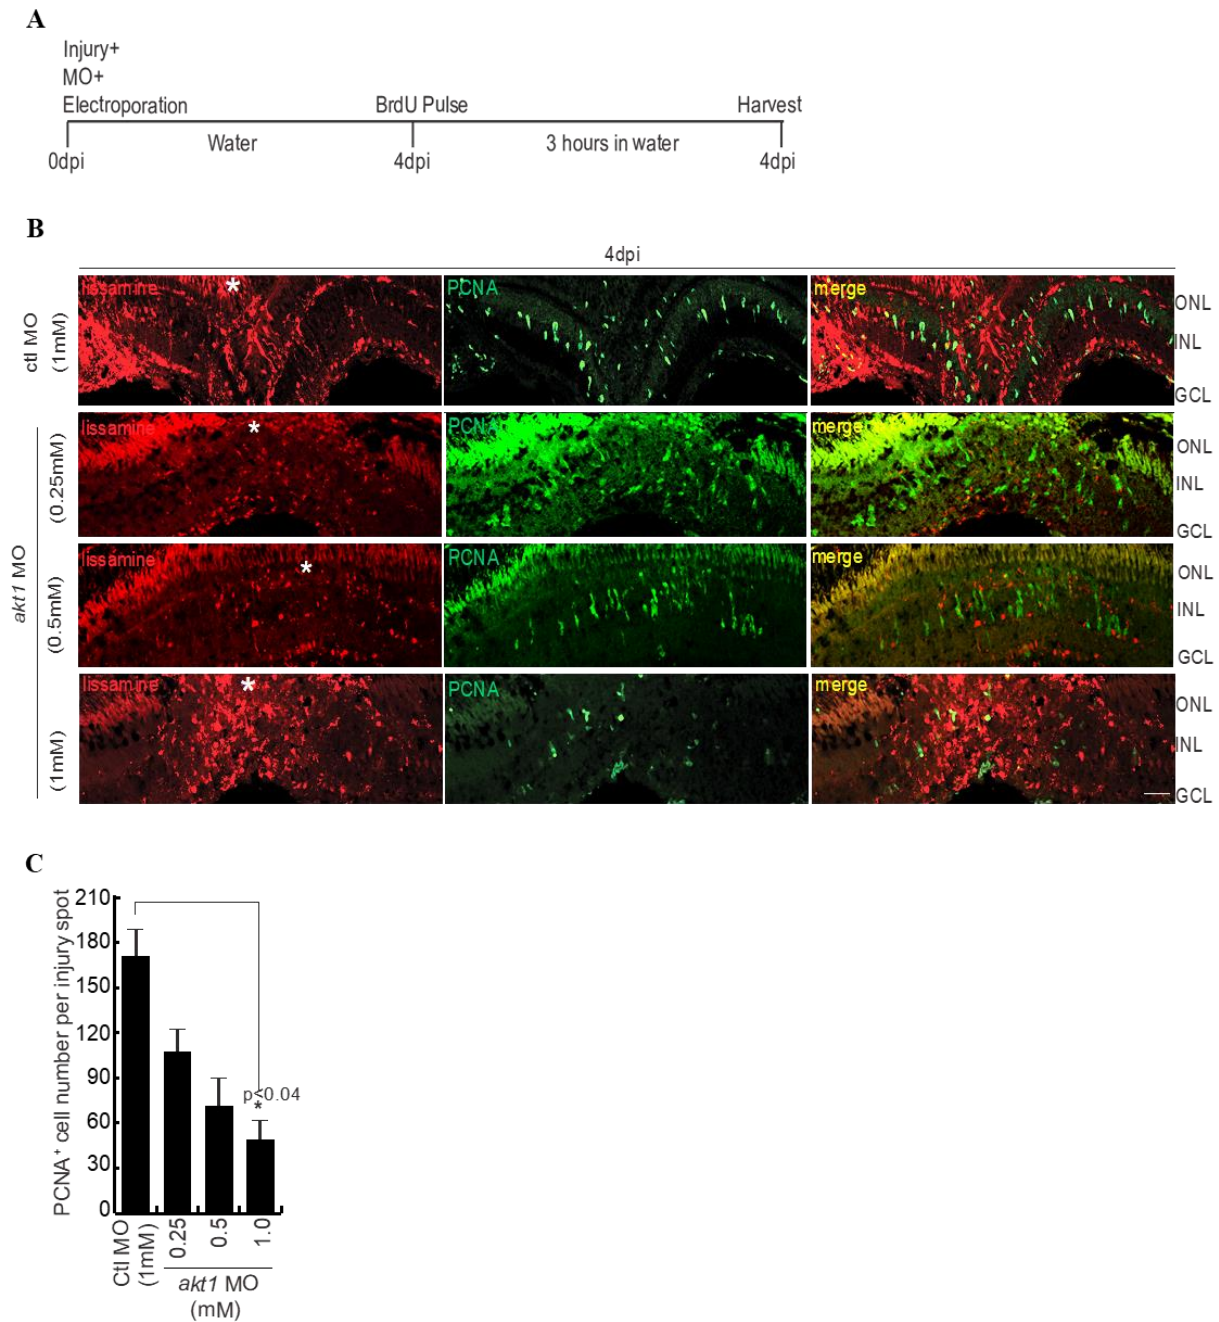 A
Injury+
MO+
Electroporation
BrdU Pulse
Harvest
Water
3 hours in water
0dpi
4dpi
4dpi
B
4dpi
ctl MO
(1mM)
lissamine
PCNA
merge
ONL
INL
GCL
akt1 MO
(0.25mM)
lissamine
PCNA
merge
ONL
INL
GCL
(0.5mM)
lissamine
PCNA
merge
ONL
INL
GCL
(1mM)
lissamine
PCNA
merge
ONL
INL
GCL
C
PCNA⁺ cell number per injury spot
210
180
150
120
90
60
30
0
p<0.04
*
Ctl MO
(1mM)
0.25
0.5
1.0
akt1 MO
(mM)